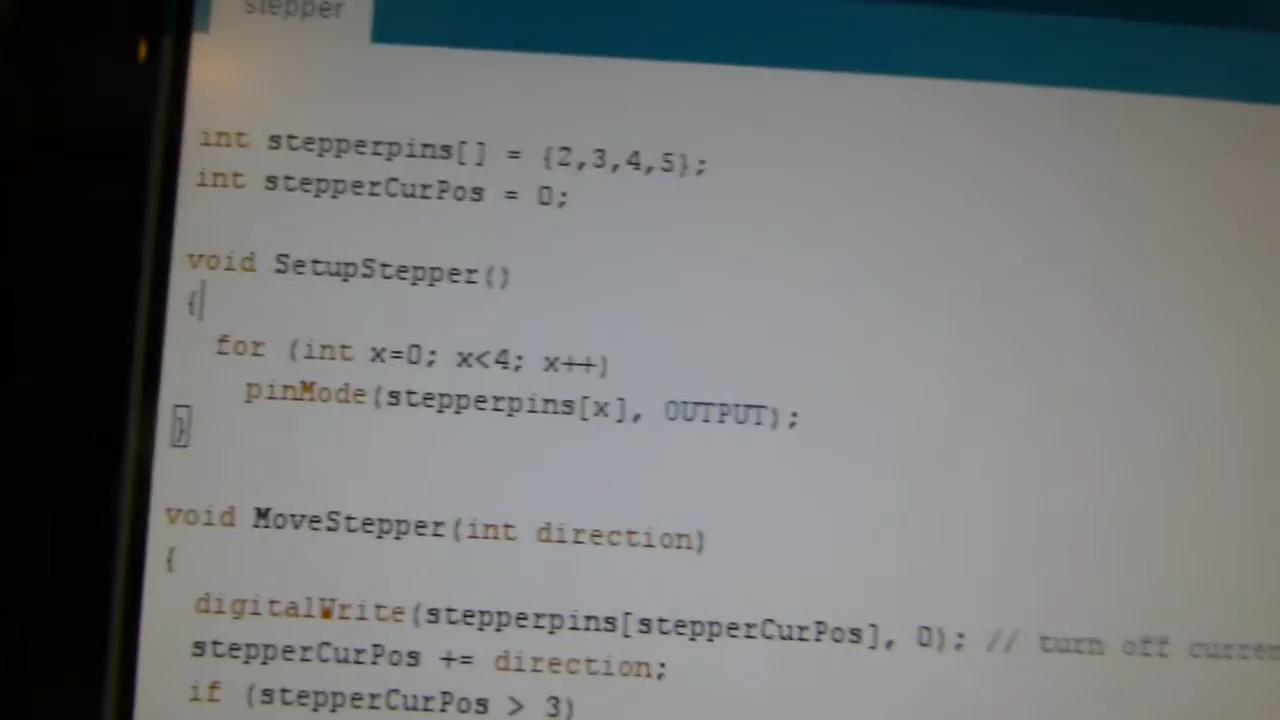 stepper
int stepperpins[] = {2,3,4,5};
int stepperCurPos = 0;
void SetupStepper()
{
for (int x=0; x<4; x++)
pinMode(stepperpins[x], OUTPUT);
}
void MoveStepper(int direction)
{
digitalWrite(stepperpins[stepperCurPos], 0); // turn off curren
stepperCurPos += direction;
if (stepperCurPos > 3)